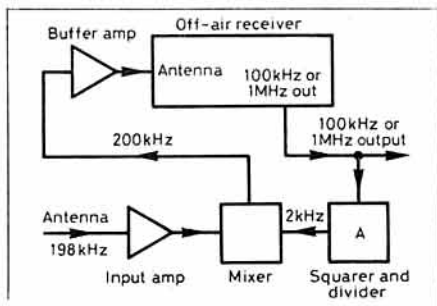 Off-air receiver
Buffer amp
Antenna
100kHz or
1MHz out
200kHz
100kHz or
1MHz output
Antenna
198kHz
2kHz
A
Input amp
Mixer
Squarer and
divider